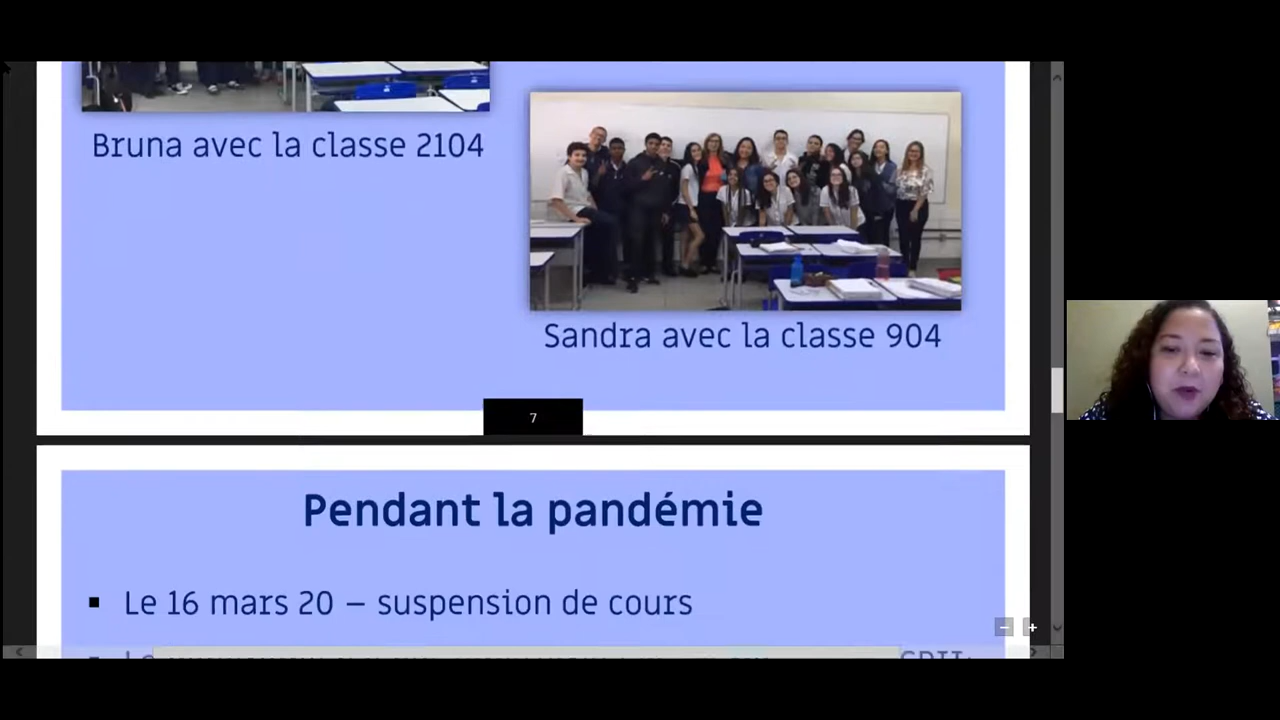 Bruna avec la classe 2104
Sandra avec la classe 904
7
Pendant la pandémie
▪ Le 16 mars 20 – suspension de cours